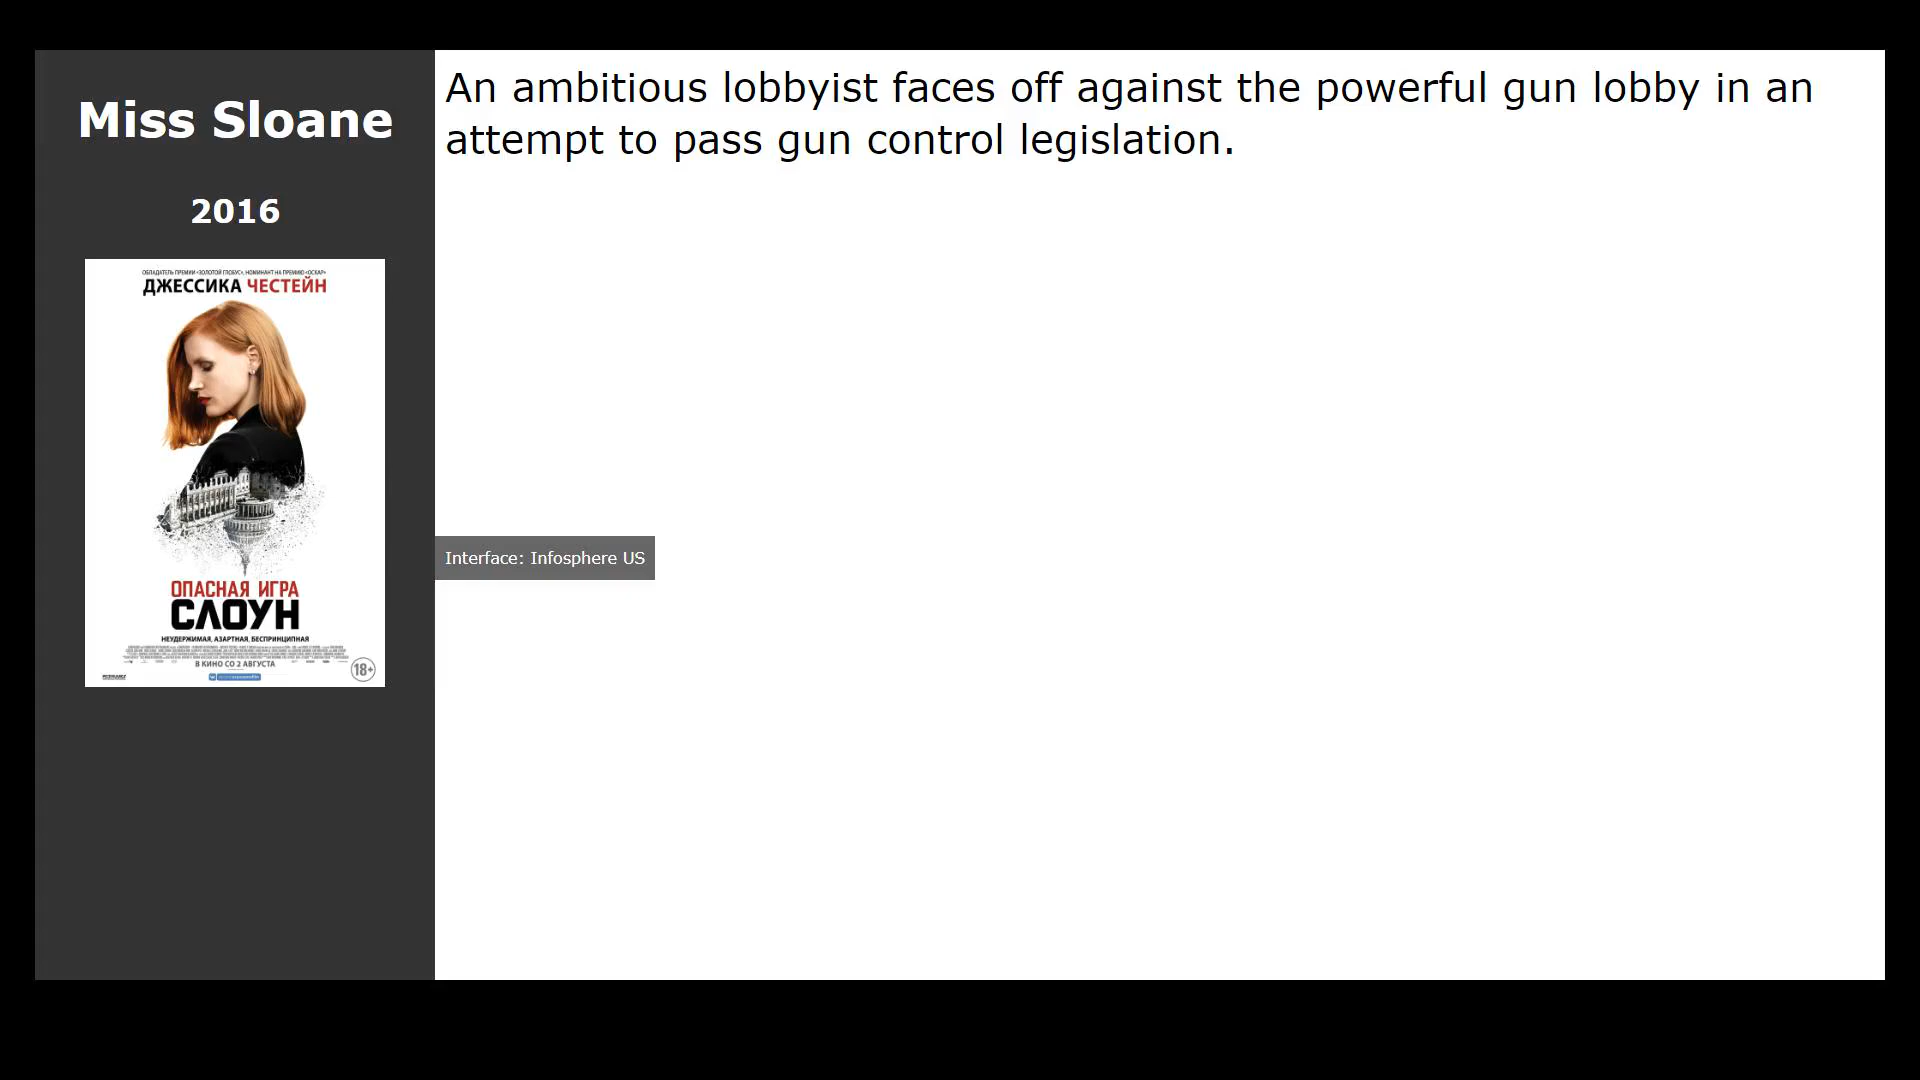 Miss Sloane
2016
ОБЛАДАТЕЛЬ ПРЕМИИ «ЗОЛОТОЙ ГЛОБУС», НОМИНАНТ НА ПРЕМИЮ «ОСКАР»
ДЖЕССИКА ЧЕСТЕЙН
ОПАСНАЯ ИГРА
СЛОУН
НЕУДЕРЖИМАЯ, АЗАРТНАЯ, БЕСПРИНЦИПНАЯ
В КИНО СО 2 АВГУСТА
18+
An ambitious lobbyist faces off against the powerful gun lobby in an
attempt to pass gun control legislation.
Interface: Infosphere US